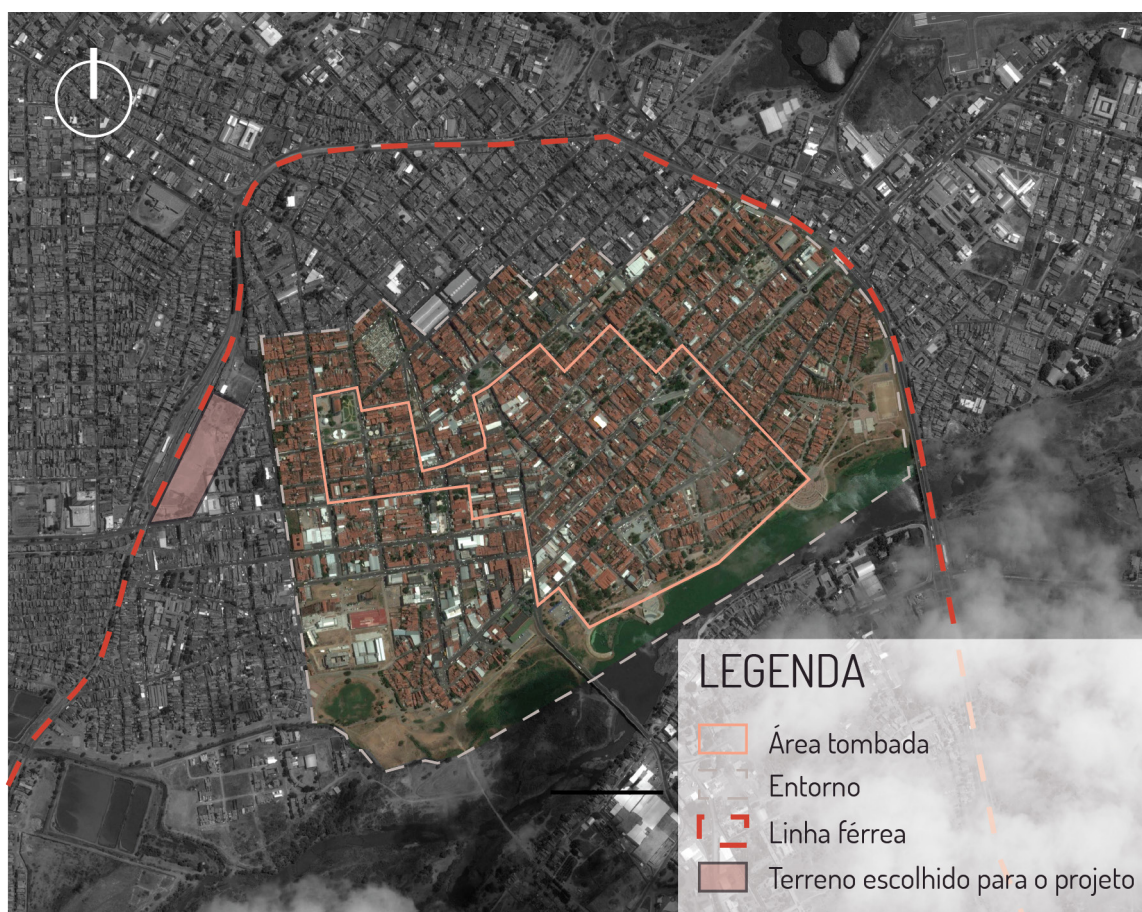 LEGENDA
Área tombada
Entorno
Linha férrea
Terreno escolhido para o projeto